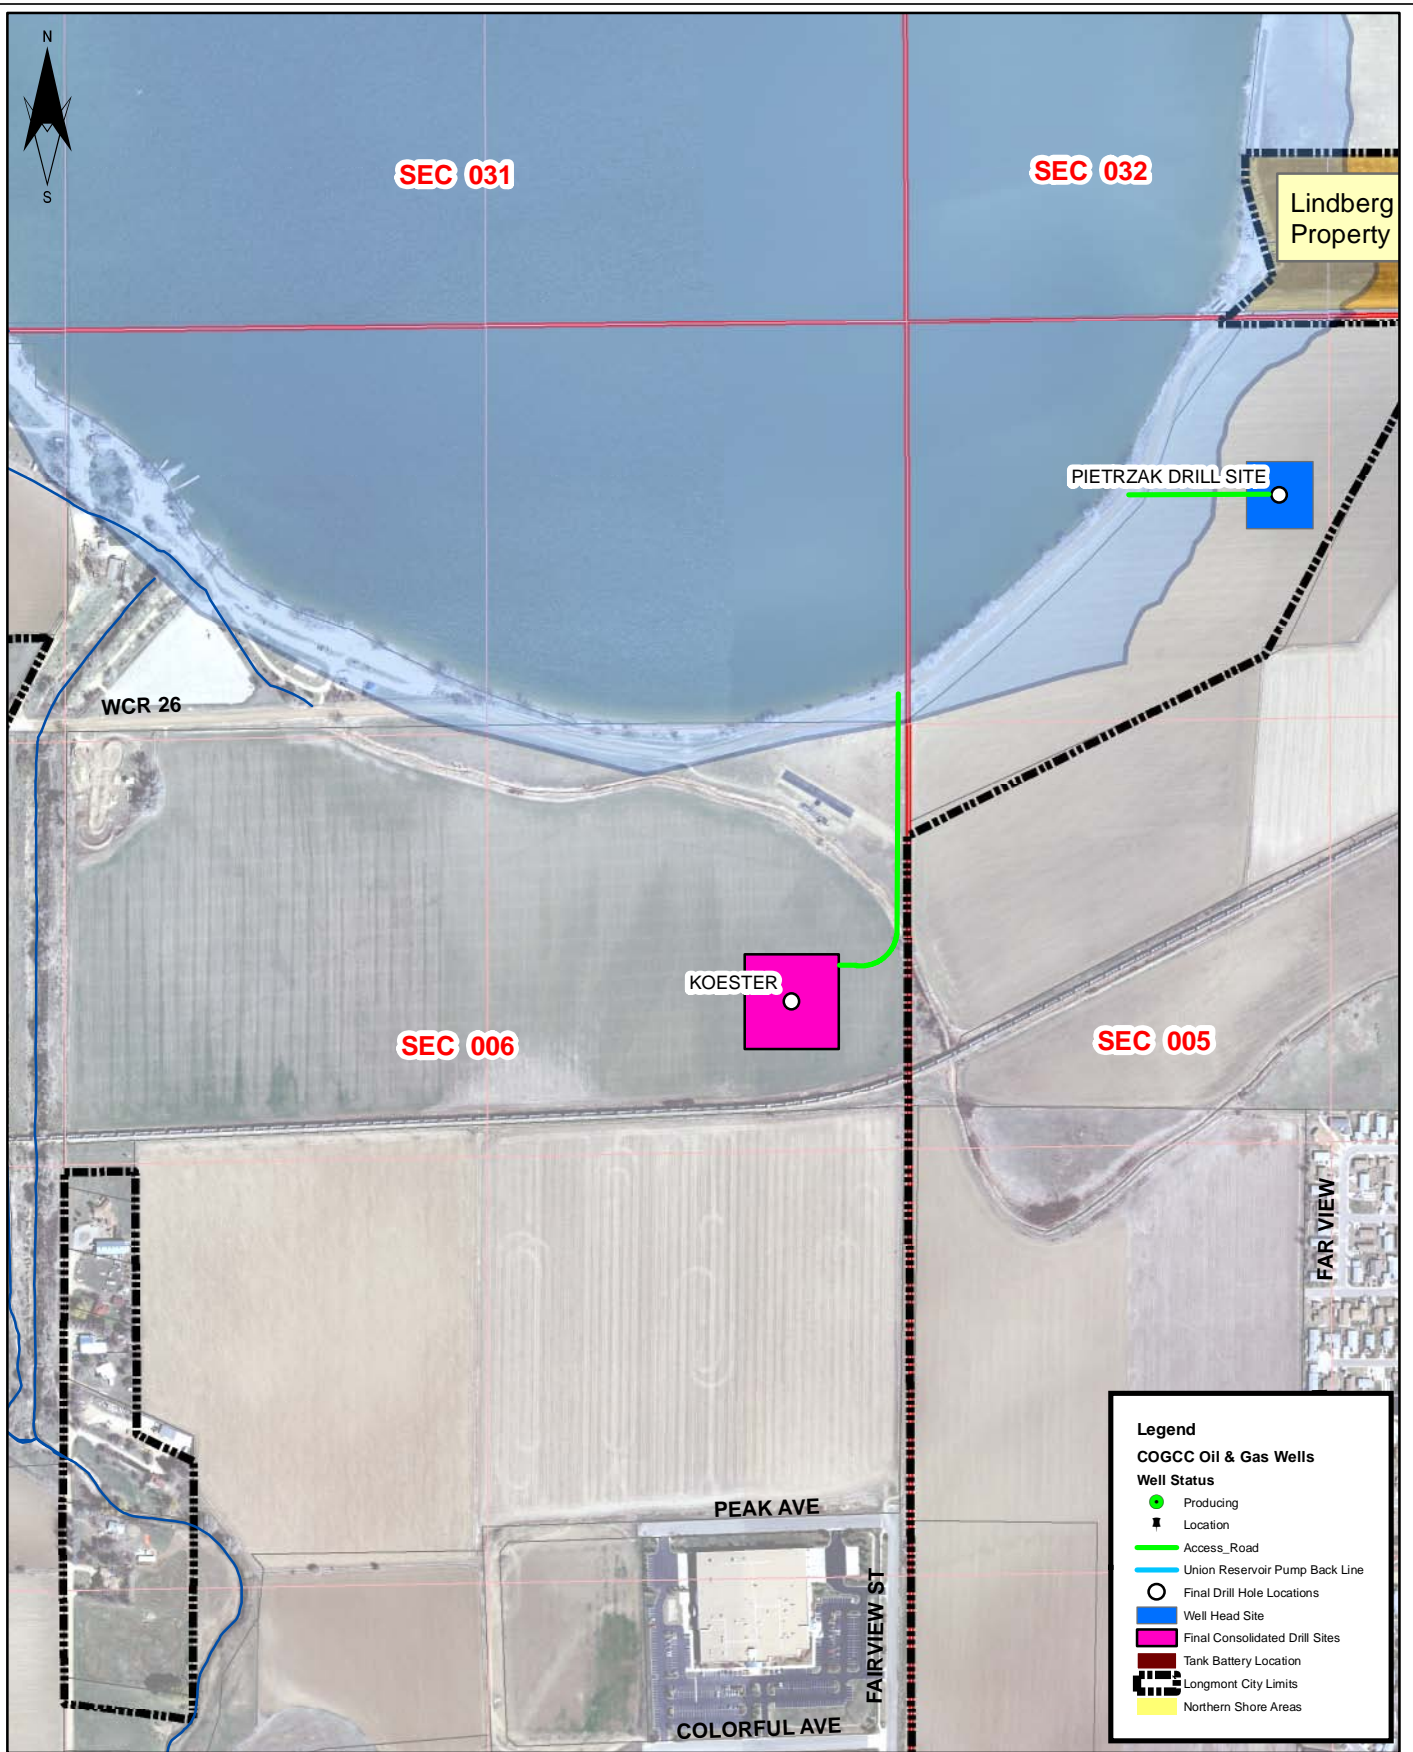 N
S
SEC 031
SEC 032
Lindberg
Property
PIETRZAK DRILL SITE
WCR 26
KOESTER
SEC 006
SEC 005
FAR VIEW
PEAK AVE
FAIRVIEW ST
COLORFUL AVE
Legend
COGCC Oil & Gas Wells
Well Status
Producing
Location
Access_Road
Union Reservoir Pump Back Line
Final Drill Hole Locations
Well Head Site
Final Consolidated Drill Sites
Tank Battery Location
Longmont City Limits
Northern Shore Areas